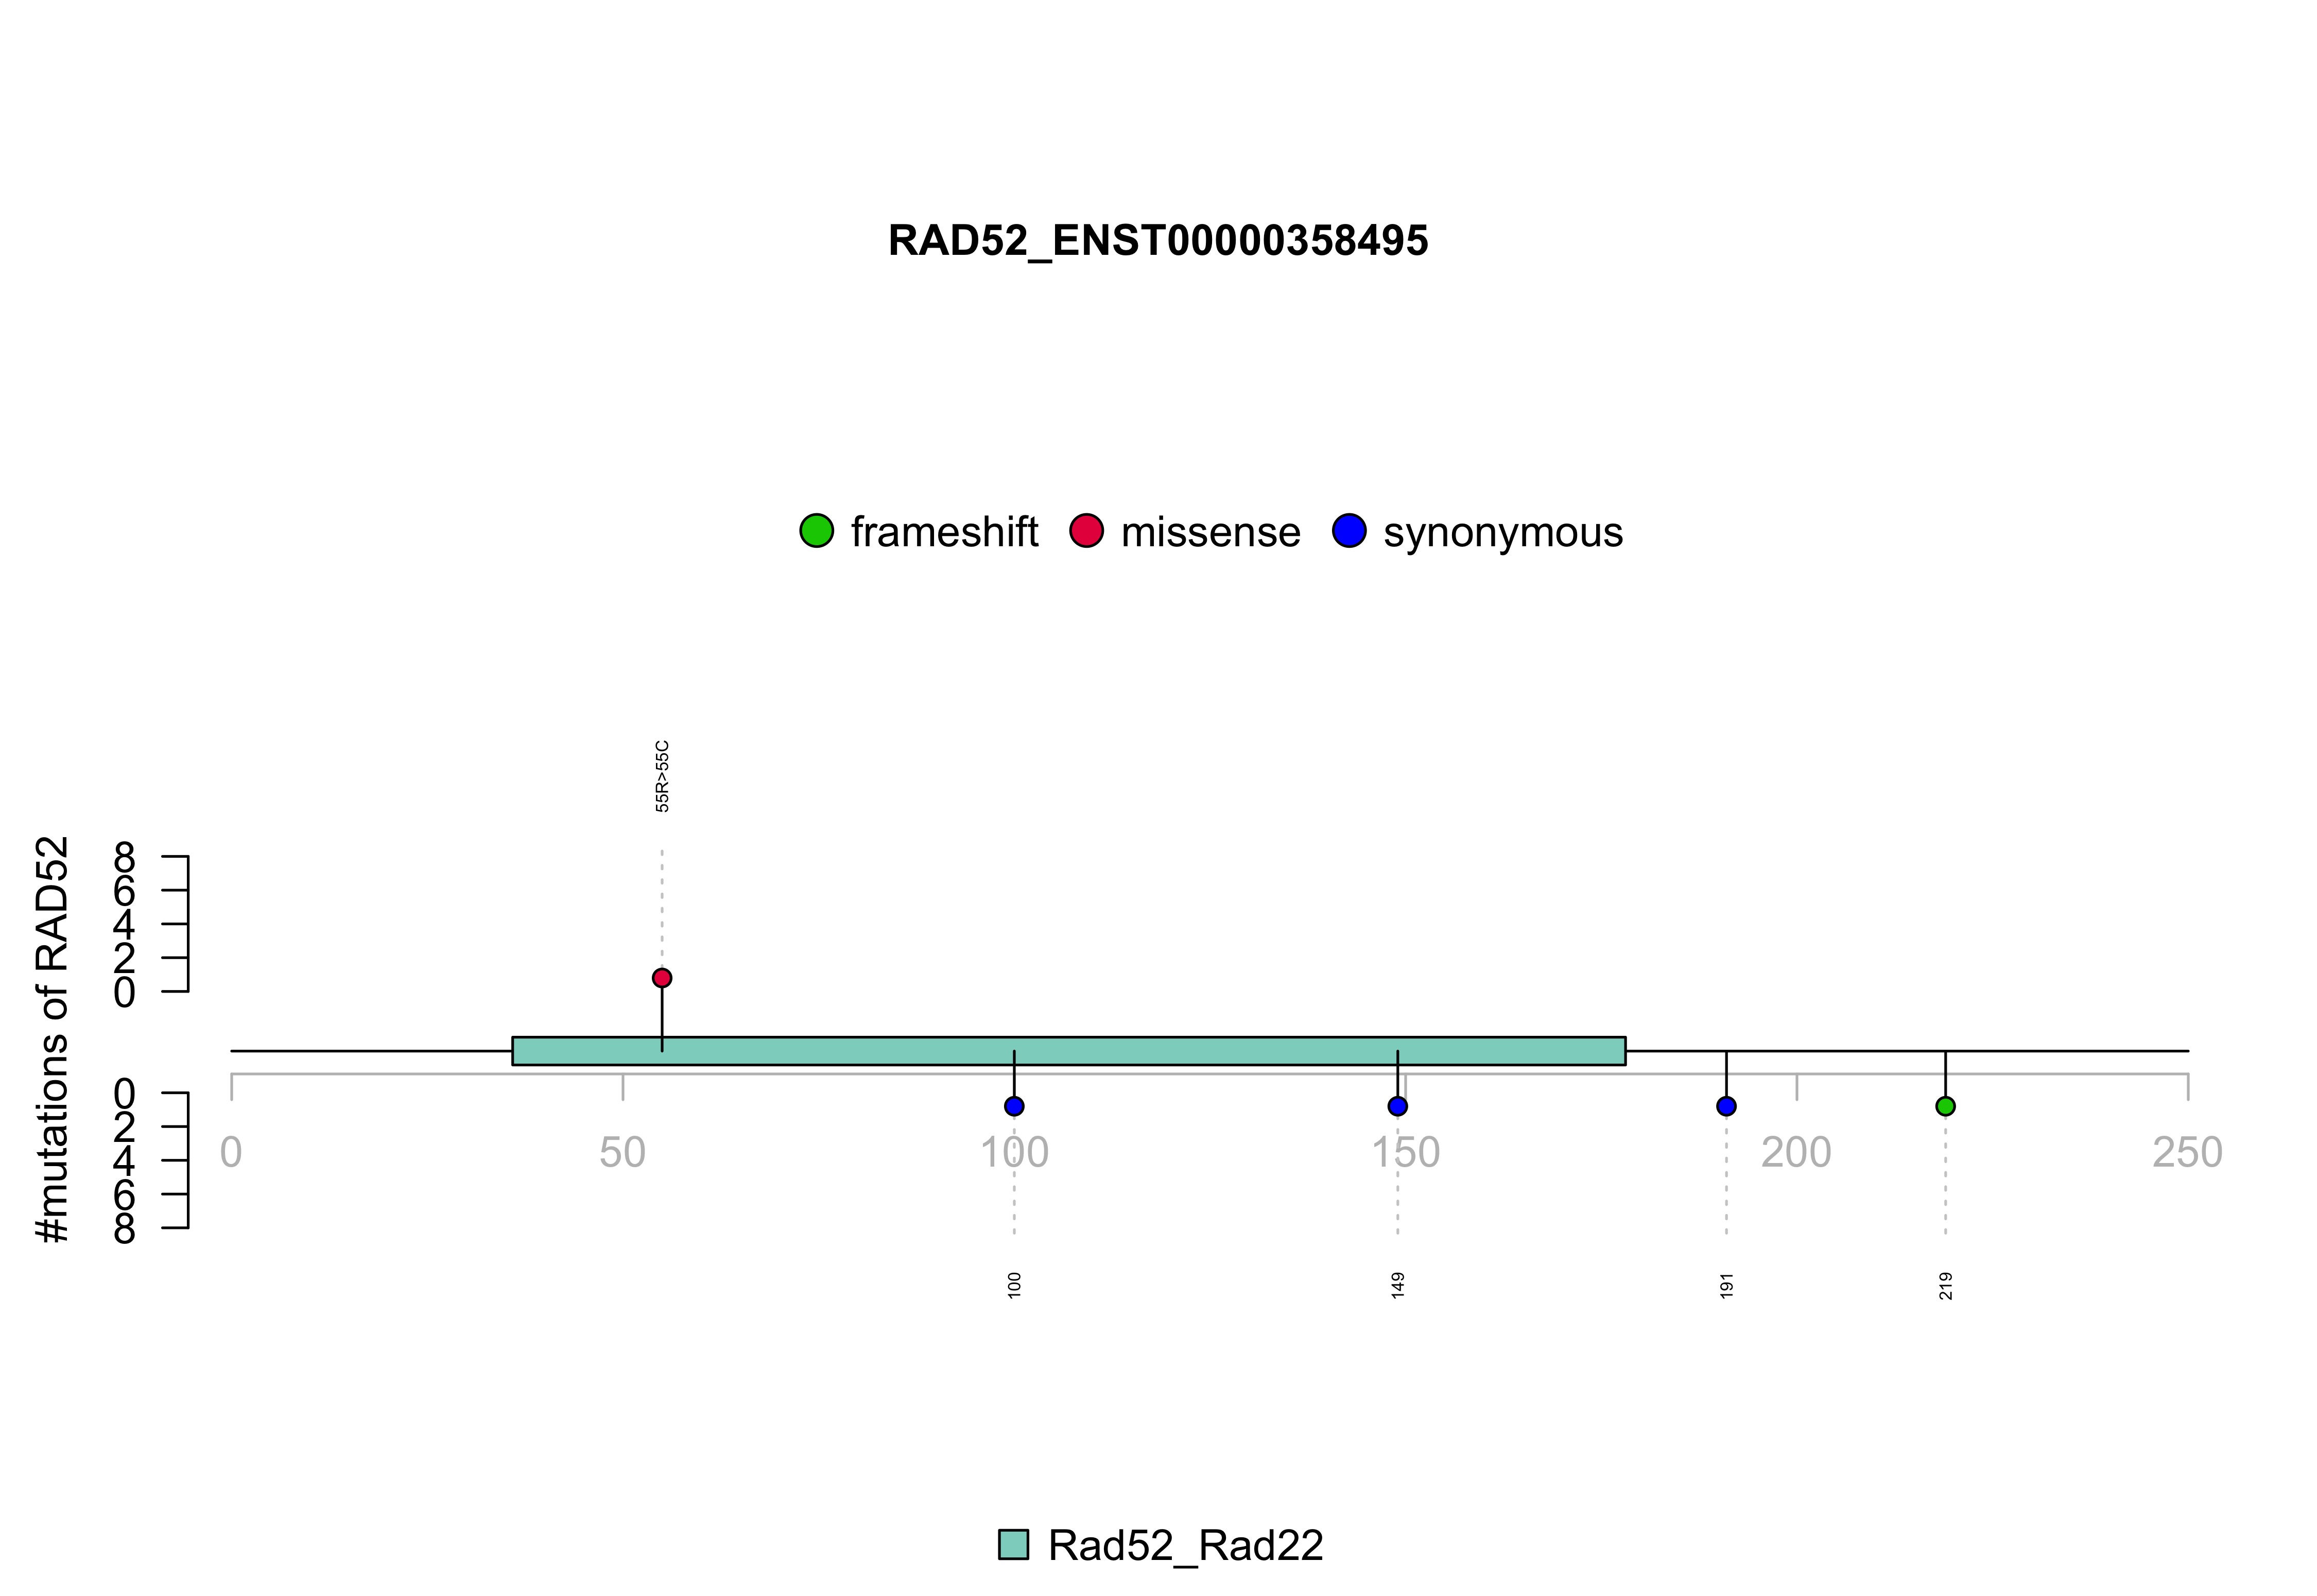 RAD52_ENST00000358495
frameshift missense synonymous
55R>55C
#mutations of RAD52
8
6
4
2
0
0
2
4
6
8
0 50 100 150 200 250
100 149 191 219
Rad52_Rad22